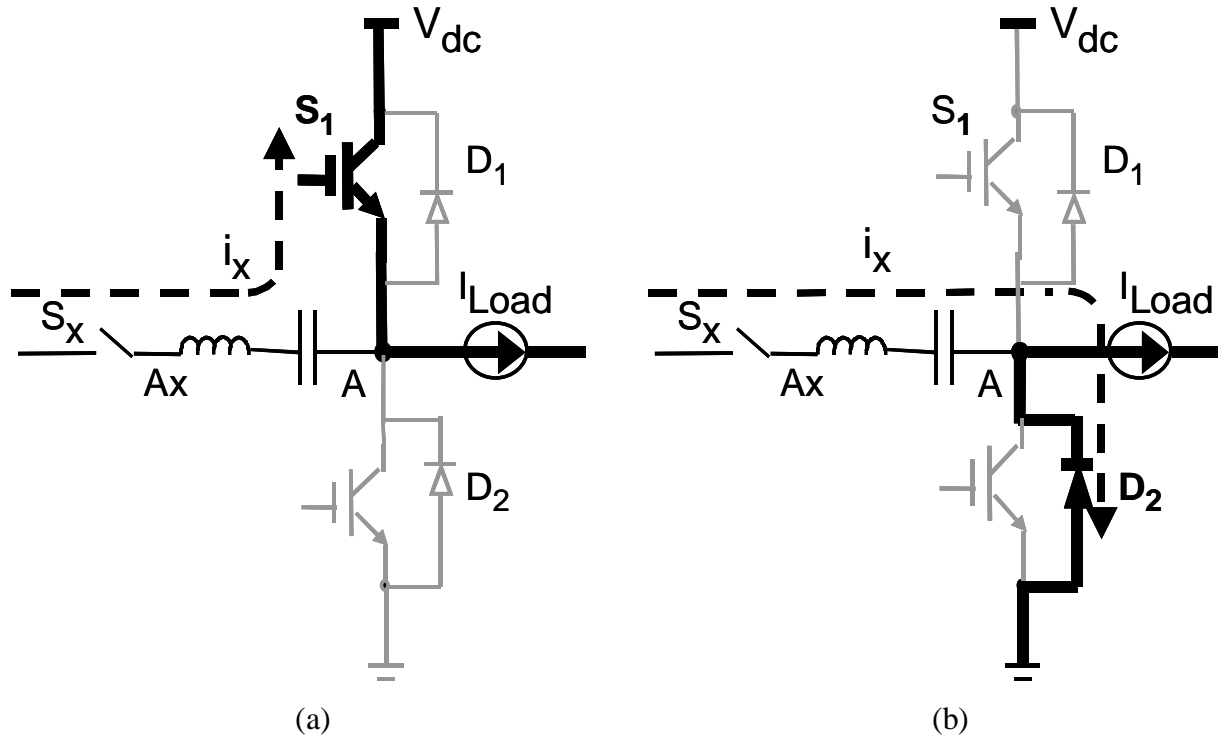 V_dc
S_1
D_1
i_x
I_Load
S_x
Ax
A
D_2
(a)
V_dc
S_1
D_1
i_x
I_Load
S_x
Ax
A
D_2
(b)